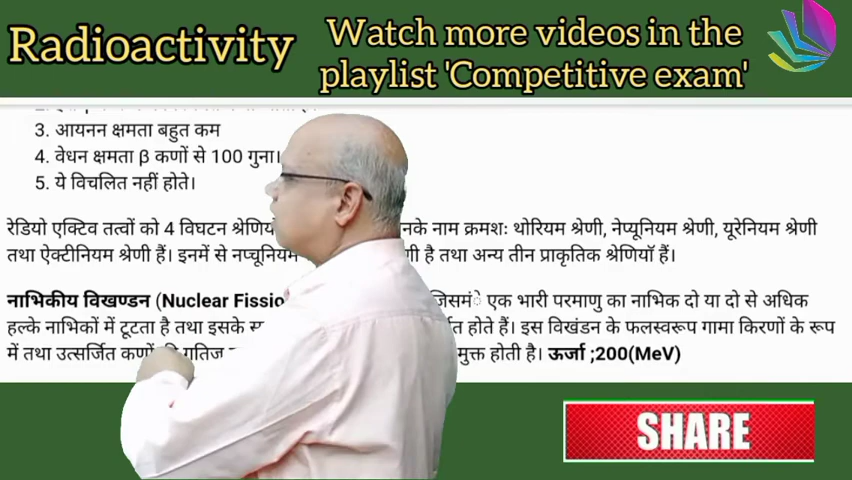 Radioactivity
Watch more videos in the
playlist 'Competitive exam'
3. आयनन क्षमता बहुत कम
4. वेधन क्षमता β कणों से 100 गुना।
5. ये विचलित नहीं होते।
रेडियो एक्टिव तत्वों को 4 विघटन नके नाम क्रमशः थोरियम श्रेणी, नेप्यूनियम श्रेणी, यूरेनियम श्रेणी
तथा ऐक्टीनियम श्रेणी हैं। इनमें से नप्चूनियम है तथा अन्य तीन प्राकृतिक श्रेणियॉ हैं।
नाभिकीय विखण्डन (Nuclear Fissio जिसमंे एक भारी परमाणु का नाभिक दो या दो से अधिक
हल्के नाभिकों में टूटता है तथा इसके होते हैं। इस विखंडन के फलस्वरूप गामा किरणों के रूप
में तथा उत्सर्जित कणों मुक्त होती है। ऊर्जा ;200(MeV)
SHARE